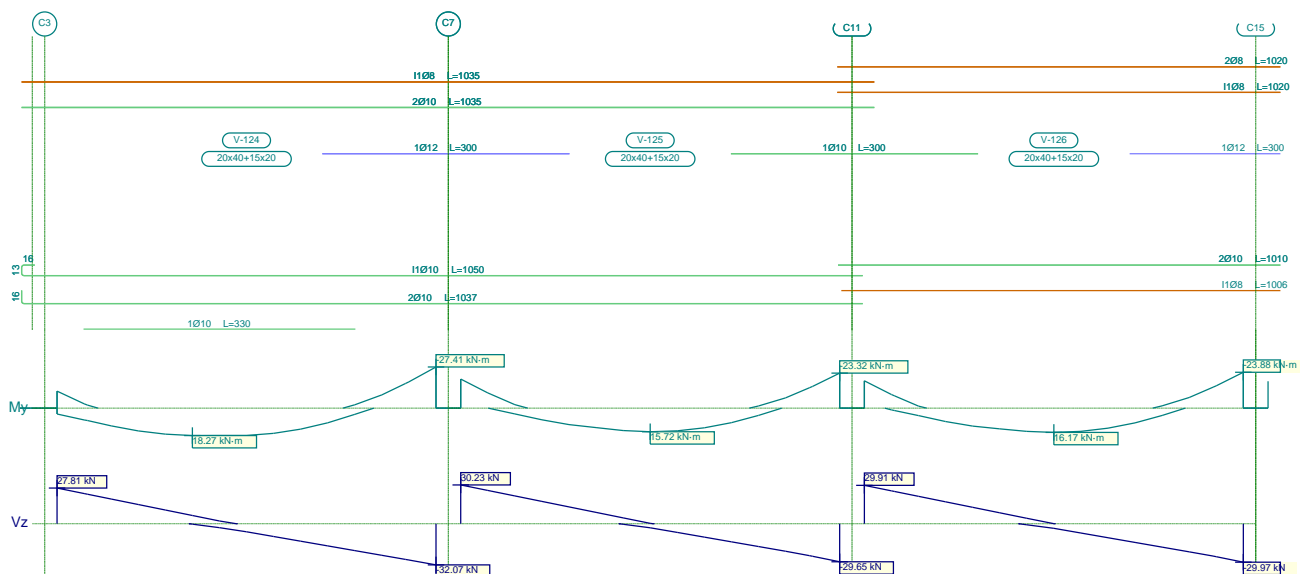 C3 C7 C11 C15
2Ø8 L=1020
I1Ø8 L=1035
I1Ø8 L=1020
2Ø10 L=1035
V-124 V-125 V-126
1Ø12 L=300 1Ø10 L=300 1Ø12 L=300
20x40+15x20 20x40+15x20 20x40+15x20
16 2Ø10 L=1010
13 I1Ø10 L=1050
I1Ø8 L=1006
16 2Ø10 L=1037
1Ø10 L=330
-27.41 kN·m -23.32 kN·m -23.88 kN·m
My
18.27 kN·m 15.72 kN·m 16.17 kN·m
27.81 kN 30.23 kN 29.91 kN
Vz
-32.07 kN -29.65 kN -29.97 kN